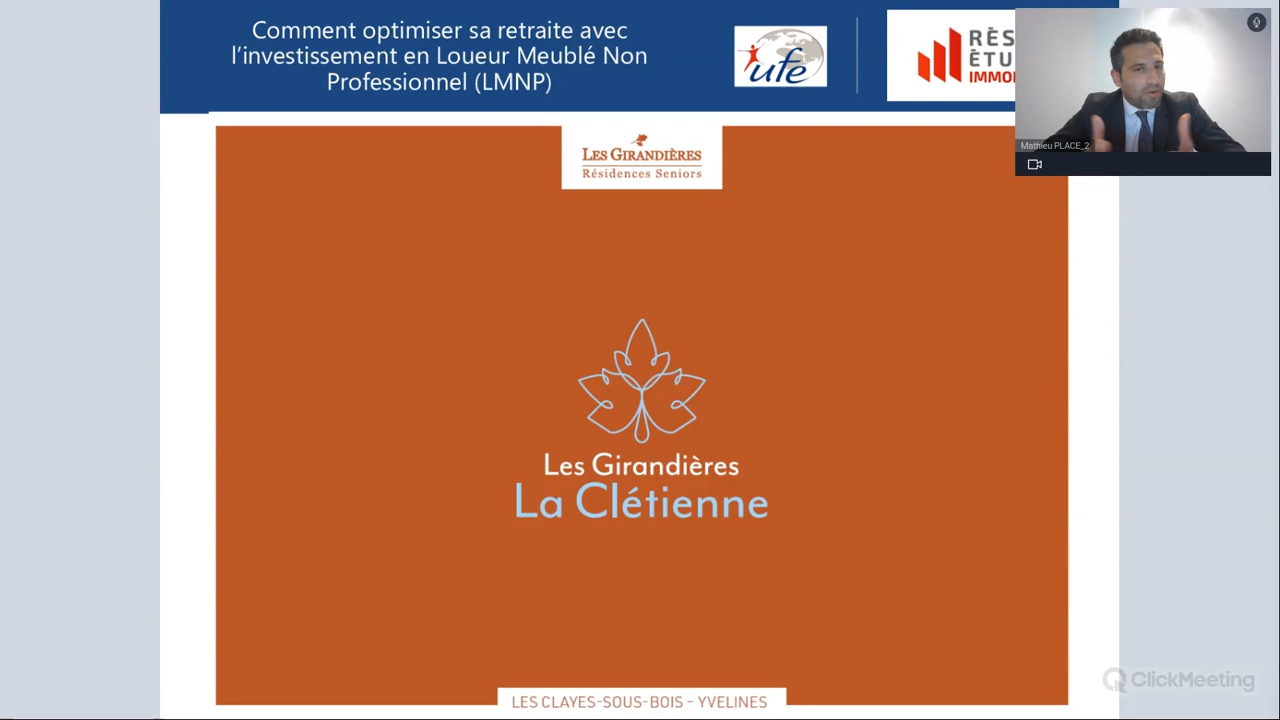 Comment optimiser sa retraite avec
l’investissement en Loueur Meublé Non
Professionnel (LMNP)
ufe
RÈS
ÉTU
IMMO
Mathieu PLACE_2
LES GIRANDIÈRES
Résidences Seniors
Les Girandières
La Clétienne
LES CLAYES-SOUS-BOIS – YVELINES
ClickMeeting